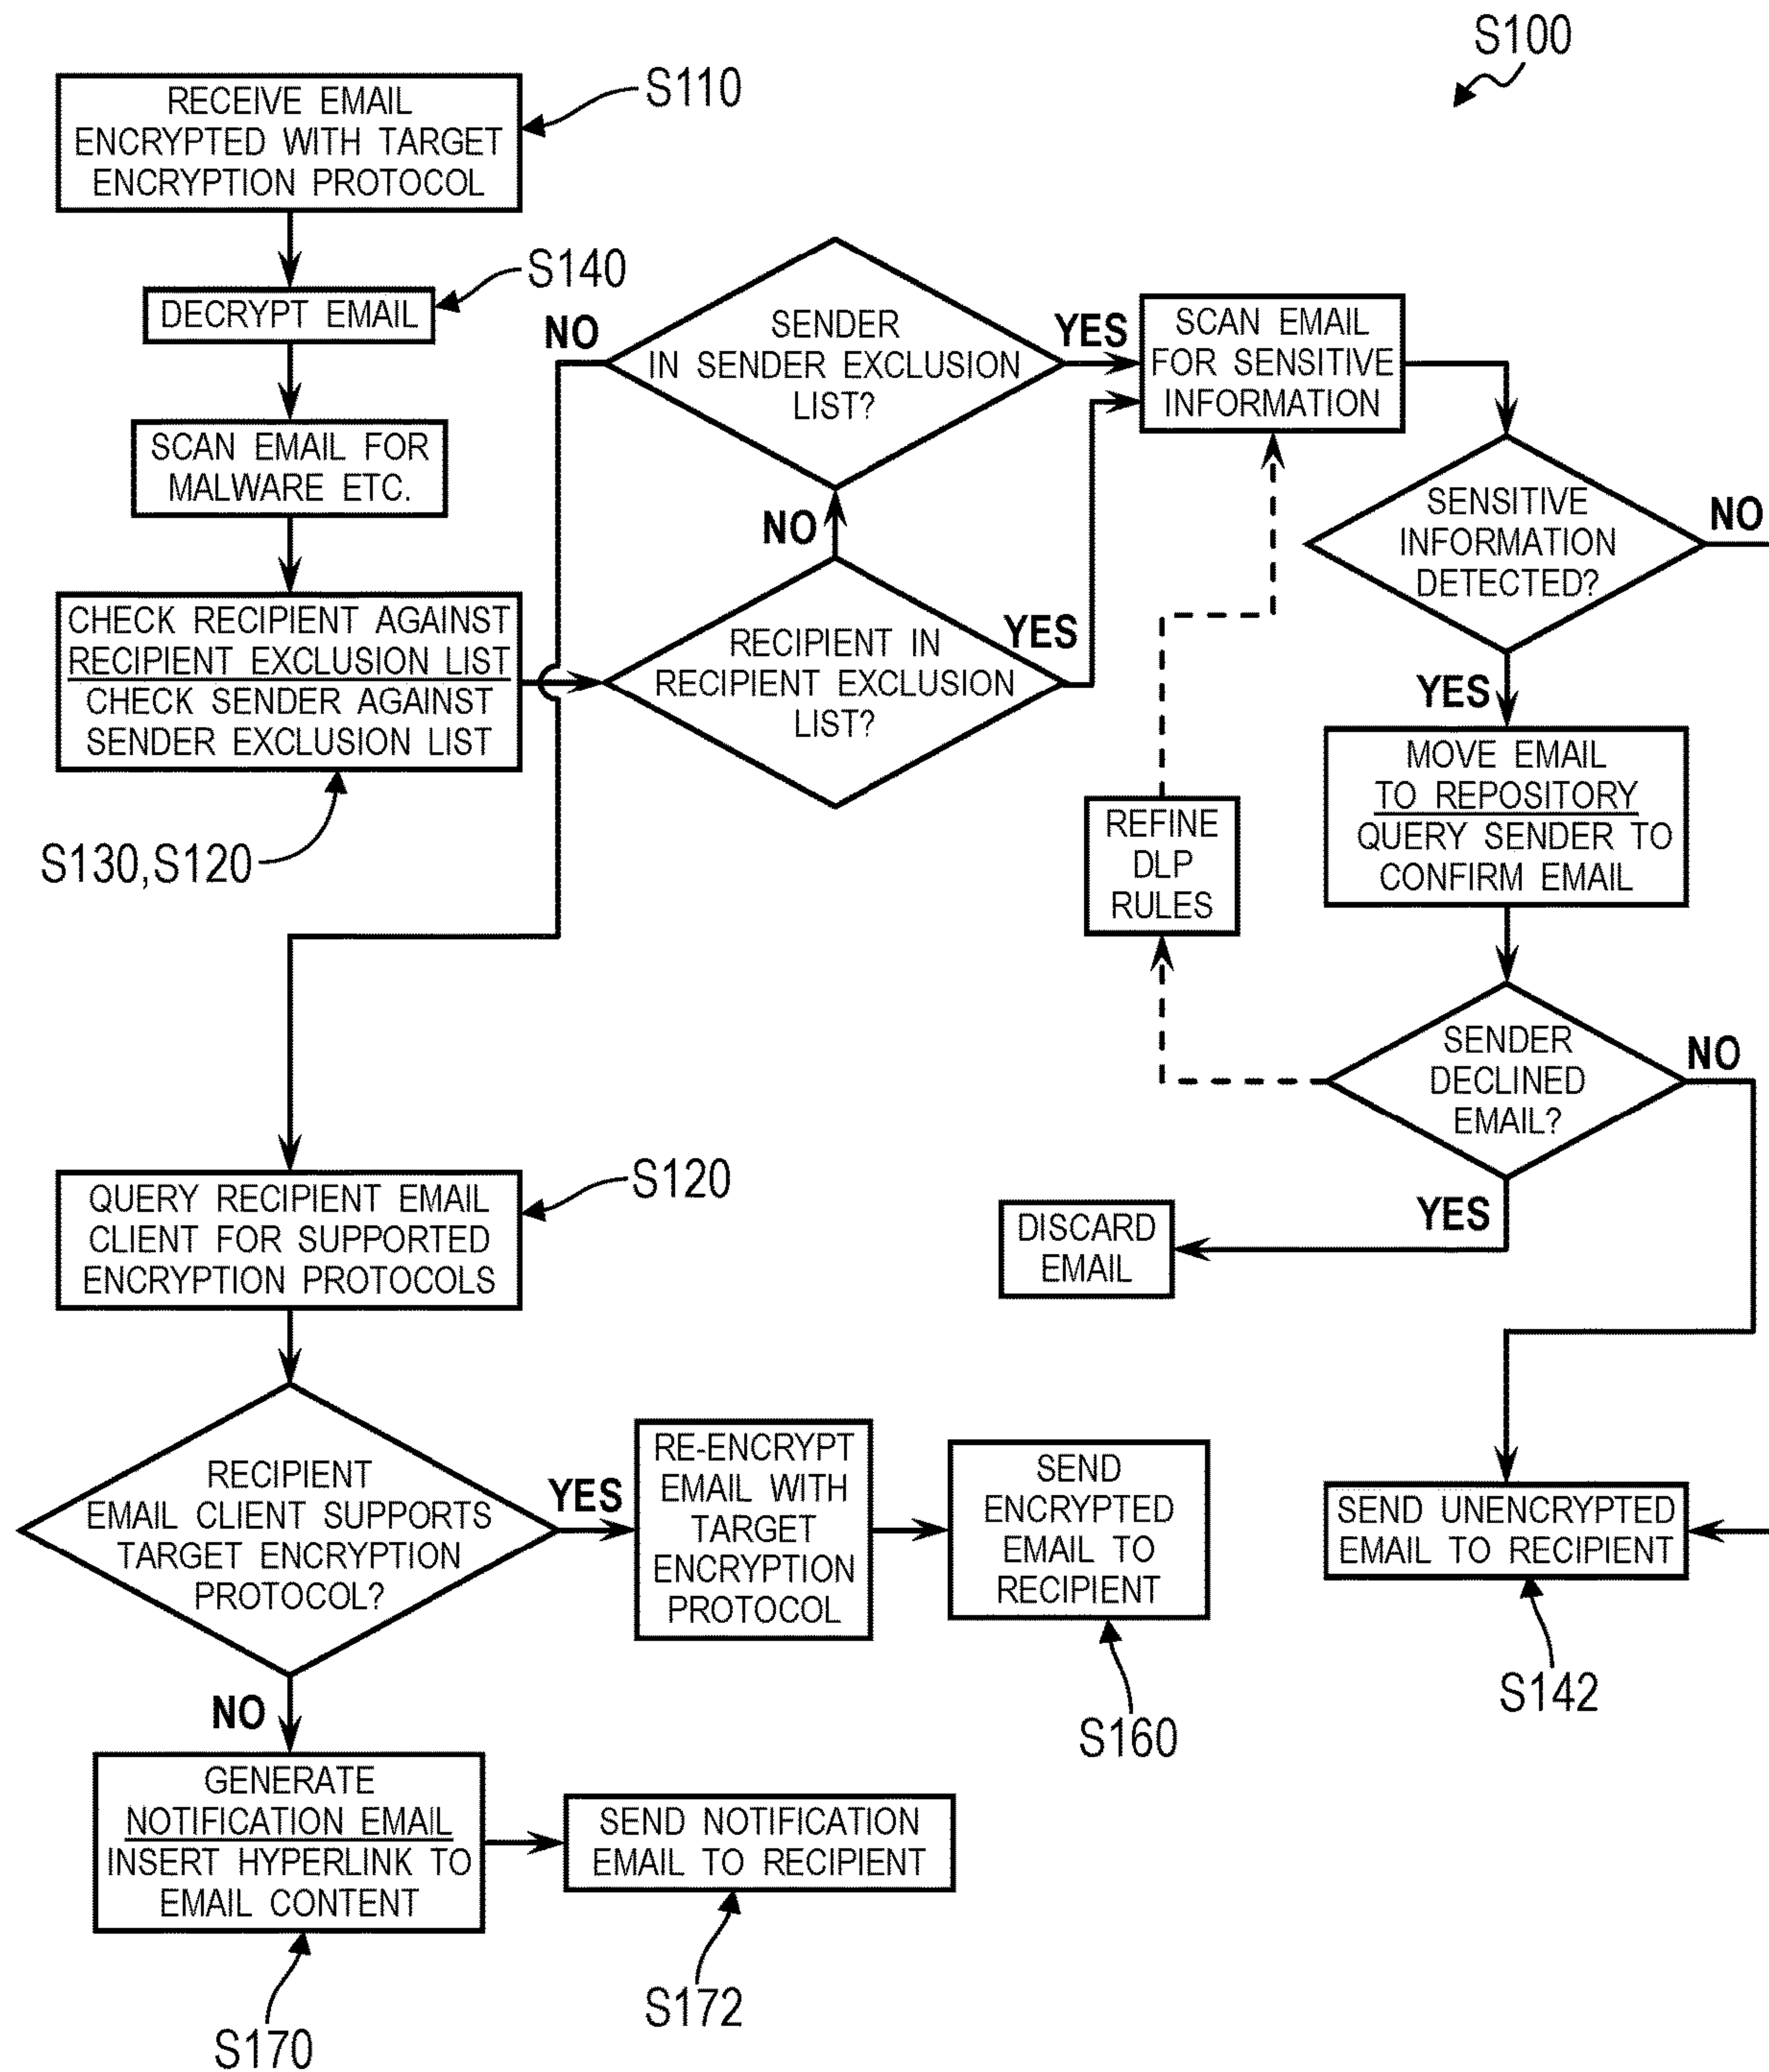 S100
RECEIVE EMAIL
ENCRYPTED WITH TARGET
ENCRYPTION PROTOCOL
S110
DECRYPT EMAIL
S140
SCAN EMAIL FOR
MALWARE ETC.
CHECK RECIPIENT AGAINST
RECIPIENT EXCLUSION LIST
CHECK SENDER AGAINST
SENDER EXCLUSION LIST
S130,S120
RECIPIENT IN
RECIPIENT EXCLUSION
LIST?
YES
NO
SENDER
IN SENDER EXCLUSION
LIST?
NO
YES
SCAN EMAIL
FOR SENSITIVE
INFORMATION
SENSITIVE
INFORMATION
DETECTED?
NO
YES
MOVE EMAIL
TO REPOSITORY
QUERY SENDER TO
CONFIRM EMAIL
REFINE
DLP
RULES
SENDER
DECLINED
EMAIL?
NO
YES
DISCARD
EMAIL
SEND UNENCRYPTED
EMAIL TO RECIPIENT
S142
QUERY RECIPIENT EMAIL
CLIENT FOR SUPPORTED
ENCRYPTION PROTOCOLS
S120
RECIPIENT
EMAIL CLIENT SUPPORTS
TARGET ENCRYPTION
PROTOCOL?
YES
RE-ENCRYPT
EMAIL WITH
TARGET
ENCRYPTION
PROTOCOL
SEND
ENCRYPTED
EMAIL TO
RECIPIENT
S160
NO
GENERATE
NOTIFICATION EMAIL
INSERT HYPERLINK TO
EMAIL CONTENT
S170
SEND NOTIFICATION
EMAIL TO RECIPIENT
S172